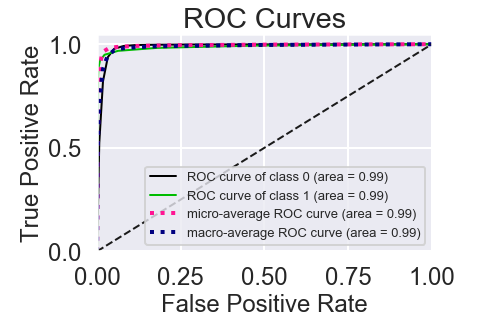 ROC Curves
True Positive Rate
1.0
0.5
0.0
ROC curve of class 0 (area = 0.99)
ROC curve of class 1 (area = 0.99)
micro-average ROC curve (area = 0.99)
macro-average ROC curve (area = 0.99)
0.00 0.25 0.50 0.75 1.00
False Positive Rate